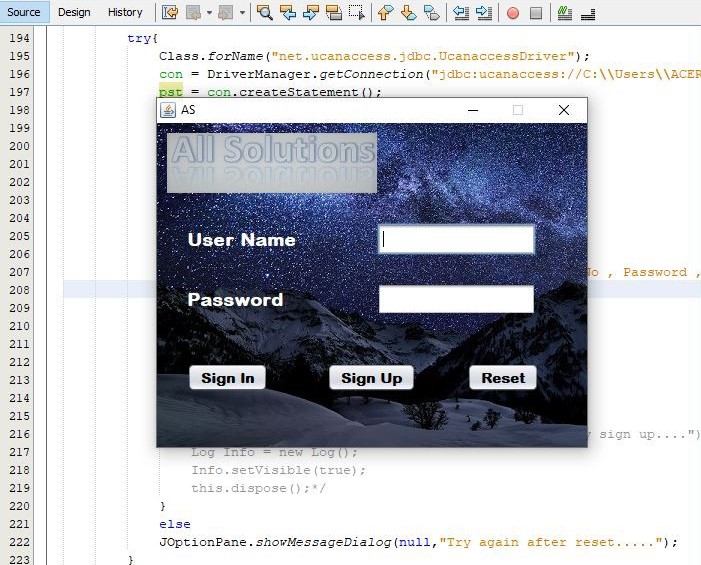 Source Design History
194 try{
195 Class.forName("net.ucanaccess.jdbc.UcanaccessDriver");
196 con = DriverManager.getConnection("jdbc:ucanaccess://C:\\Users\\ACER
197 pst = con.createStatement();
198 AS
199
200 All Solutions
201
202
203
204
205 User Name
206
207 No , Password ,
208 Password
209
210
211
212
213 Sign In Sign Up Reset
214
215
216 sign up....")
217 Log Info = new Log();
218 Info.setVisible(true);
219 this.dispose();*/
220 }
221 else
222 JOptionPane.showMessageDialog(null,"Try again after reset.....");
223 }